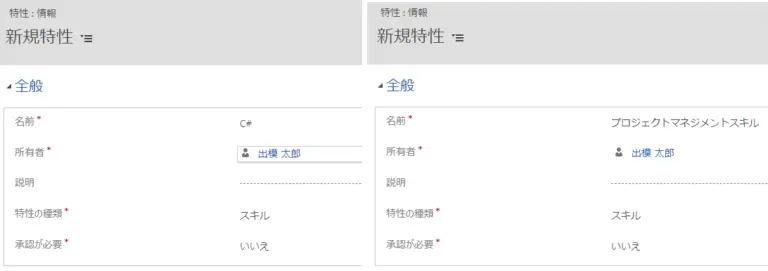 特性 : 情報
新規特性
全般
名前*
C#
所有者*
出模 太郎
説明
特性の種類*
スキル
承認が必要*
いいえ
特性 : 情報
新規特性
全般
名前*
プロジェクトマネジメントスキル
所有者*
出模 太郎
説明
特性の種類*
スキル
承認が必要*
いいえ